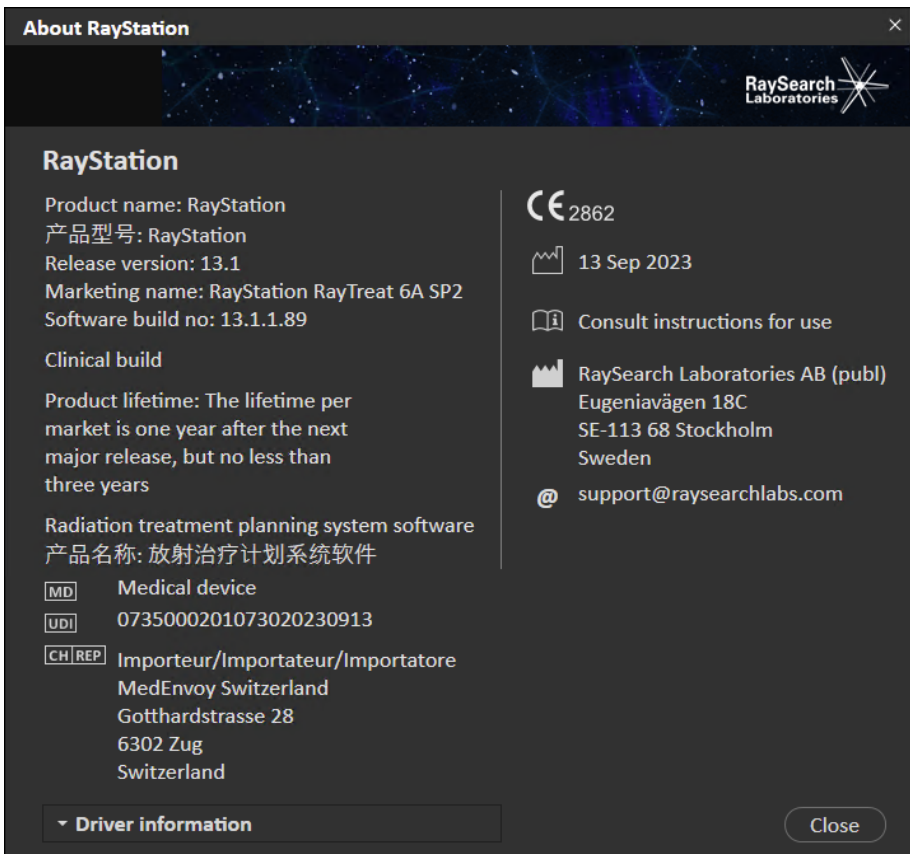 About RayStation
RaySearch
Laboratories
RayStation
Product name: RayStation
产品型号: RayStation
Release version: 13.1
Marketing name: RayStation RayTreat 6A SP2
Software build no: 13.1.1.89
Clinical build
Product lifetime: The lifetime per
market is one year after the next
major release, but no less than
three years
Radiation treatment planning system software
产品名称: 放射治疗计划系统软件
MD Medical device
UDI 0735000201073020230913
CH REP Importeur/Importateur/Importatore
MedEnvoy Switzerland
Gotthardstrasse 28
6302 Zug
Switzerland
CE 2862
13 Sep 2023
i Consult instructions for use
RaySearch Laboratories AB (publ)
Eugeniavägen 18C
SE-113 68 Stockholm
Sweden
@ support@raysearchlabs.com
Driver information
Close